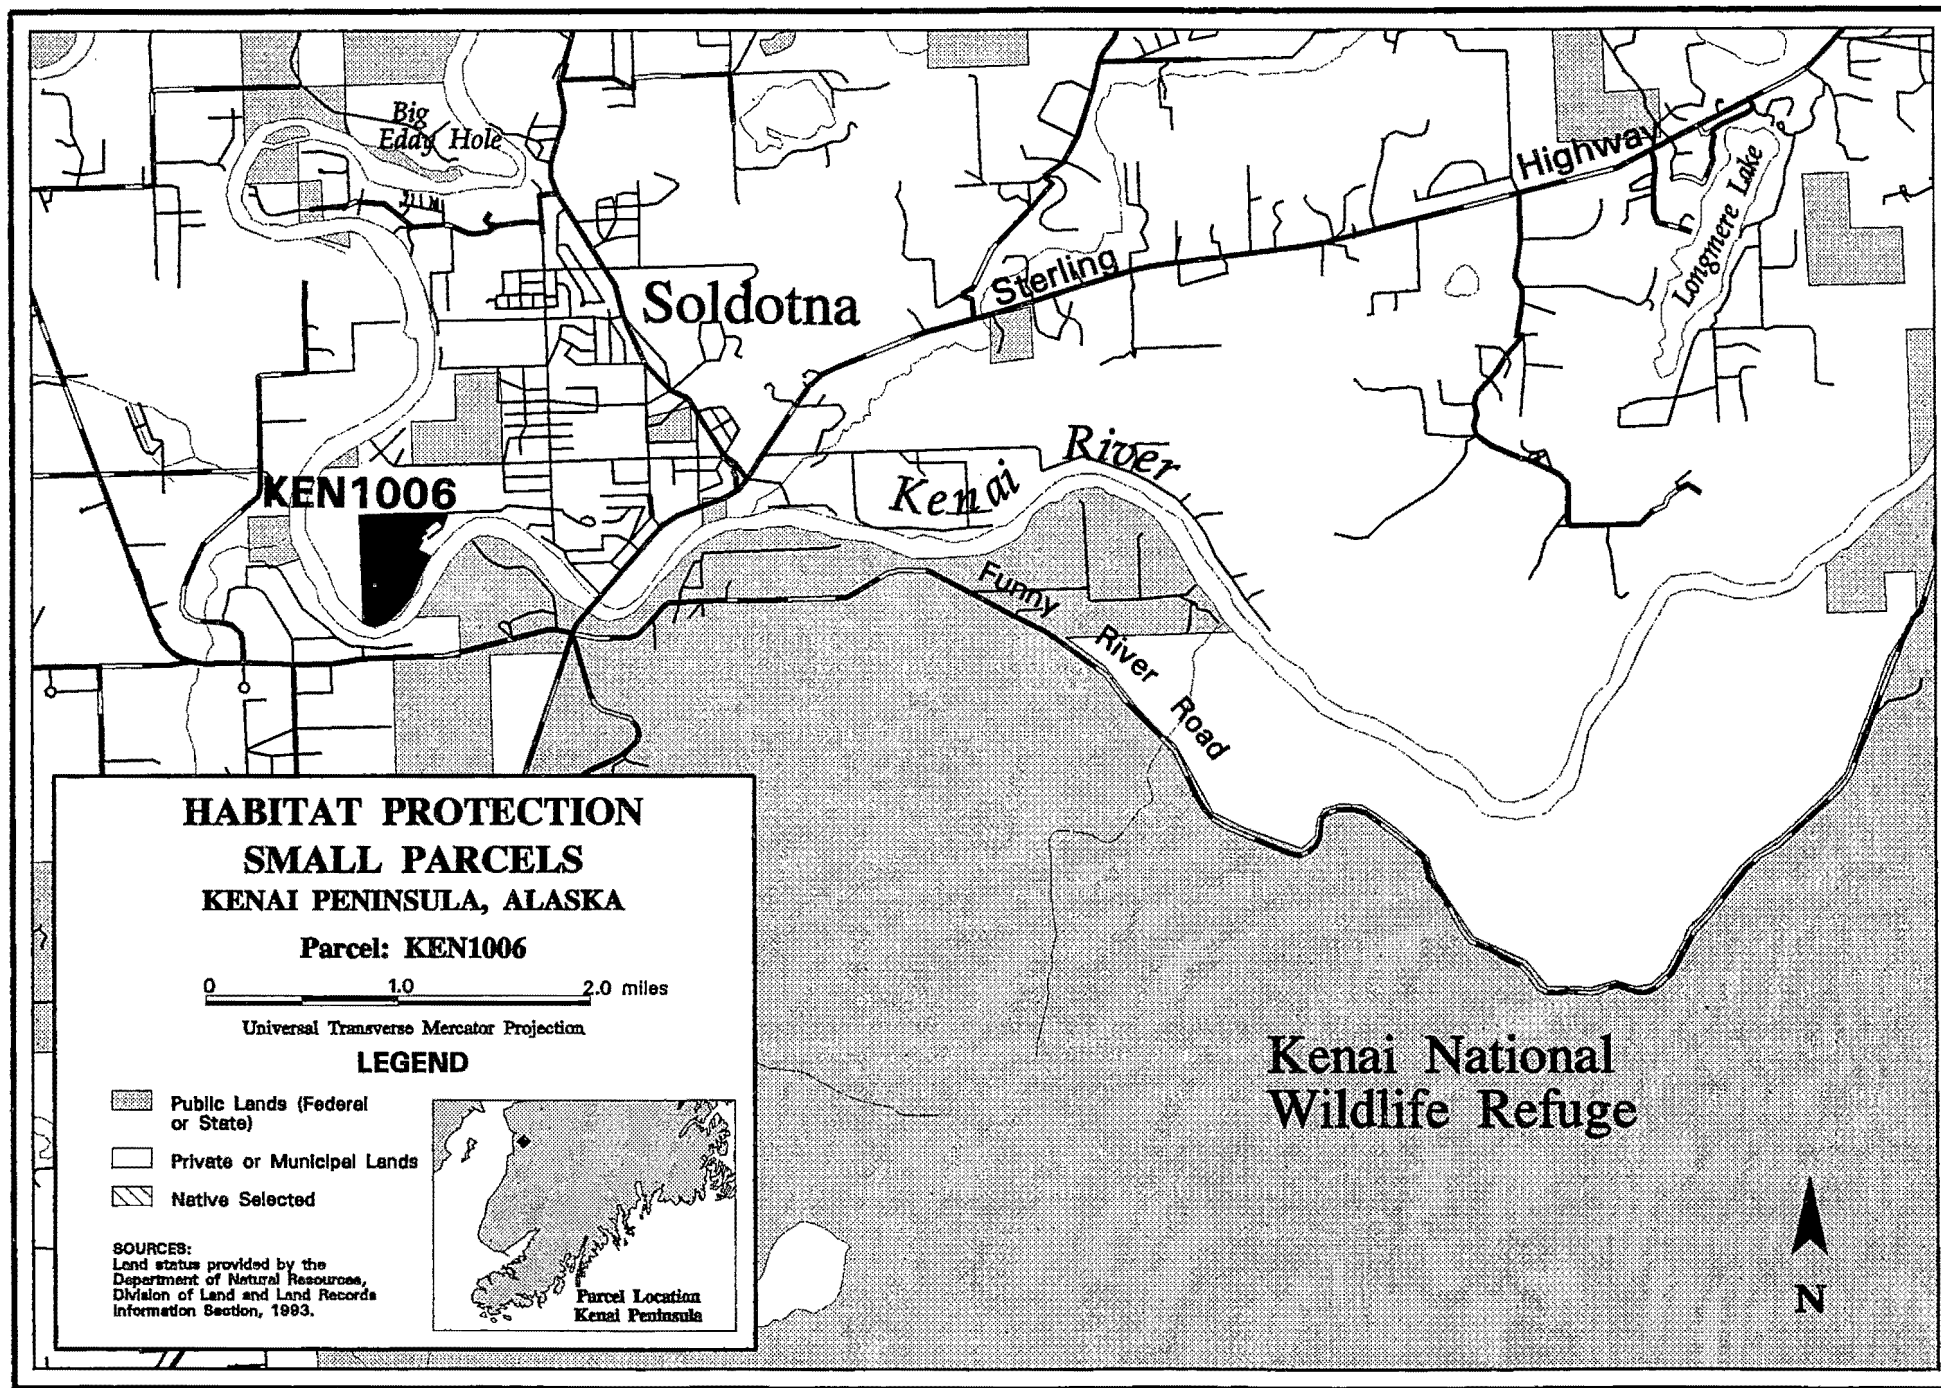 Big
Eddy Hole
Highway
Longmere Lake
Sterling
Soldotna
River
Kenai
KEN1006
Funny
River
Road
HABITAT PROTECTION
SMALL PARCELS
KENAI PENINSULA, ALASKA
Parcel: KEN1006
0 1.0 2.0 miles
Universal Transverse Mercator Projection
LEGEND
Public Lands (Federal
or State)
Private or Municipal Lands
Native Selected
SOURCES:
Land status provided by the
Department of Natural Resources,
Division of Land and Land Records
Information Section, 1993.
Parcel Location
Kenai Peninsula
Kenai National
Wildlife Refuge
N